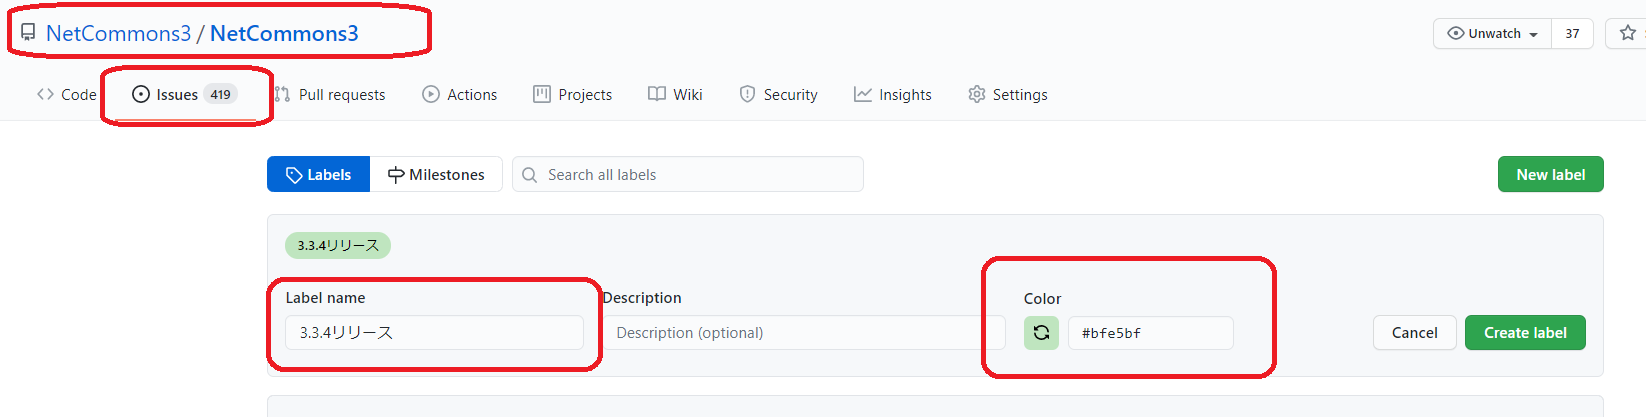 NetCommons3 / NetCommons3
Unwatch 37
Code Issues 419 Pull requests Actions Projects Wiki Security Insights Settings
Labels Milestones Search all labels New label
3.3.4リリース
Label name Description Color
3.3.4リリース Description (optional) #bfe5bf Cancel Create label